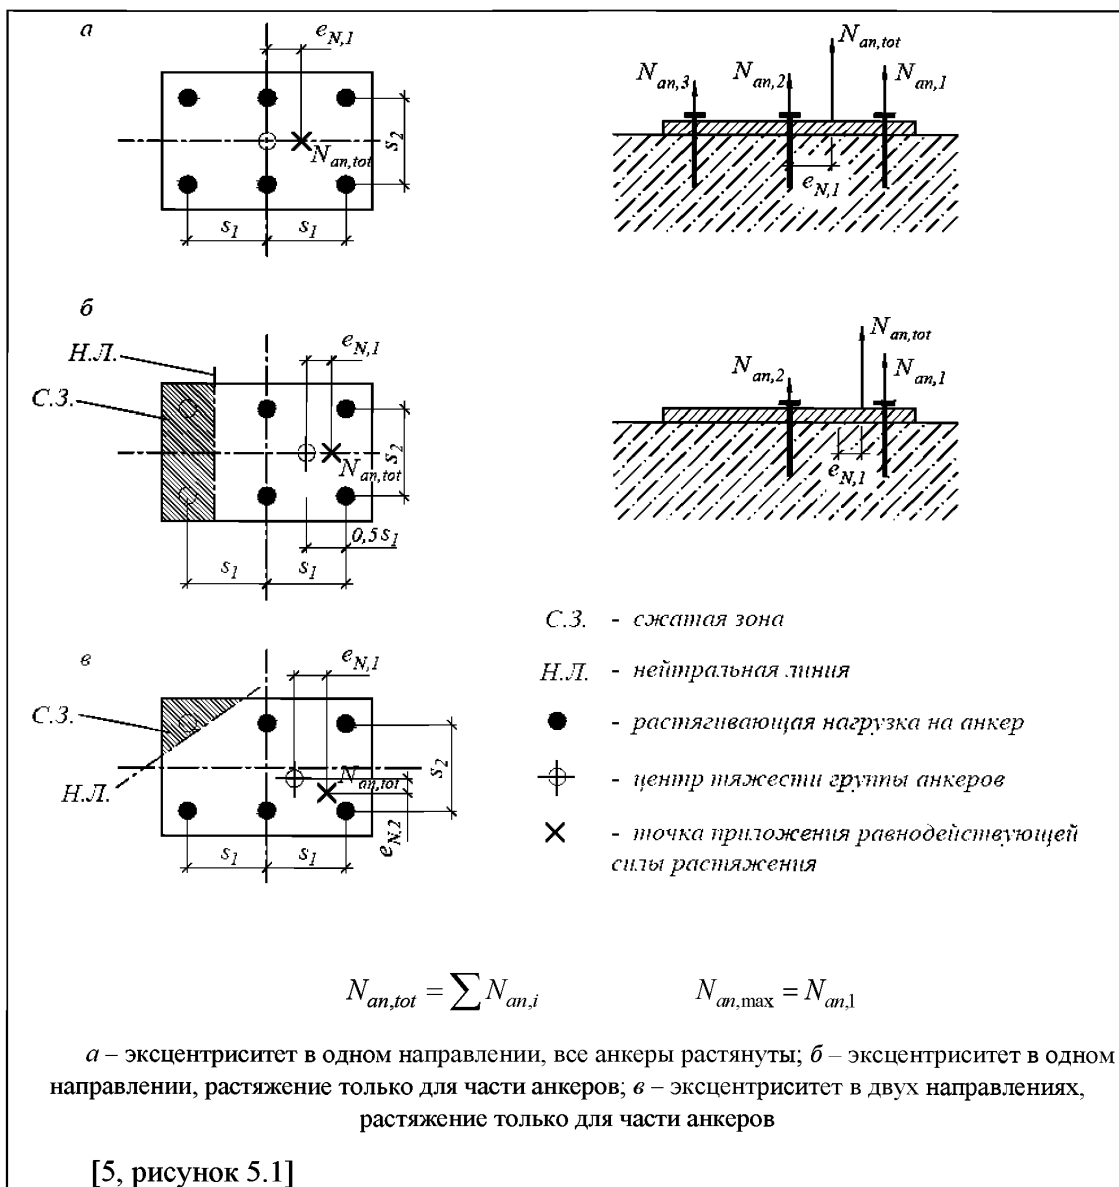 а
e_{N,1}
N_{an,tot}
s_2
s_1 s_1
N_{an,3} N_{an,2} N_{an,tot} N_{an,1}
e_{N,1}
б
Н.Л.
С.З.
e_{N,1}
N_{an,tot}
s_2
0,5s_1
s_1 s_1
N_{an,2} N_{an,tot} N_{an,1}
e_{N,1}
в
С.З.
Н.Л.
e_{N,1}
N_{an,tot}
s_2
e_{N,2}
s_1 s_1
С.З. - сжатая зона
Н.Л. - нейтральная линия
- растягивающая нагрузка на анкер
- центр тяжести группы анкеров
- точка приложения равнодействующей
силы растяжения
N_{an,tot} = ∑ N_{an,i} N_{an,max} = N_{an,1}
а – эксцентриситет в одном направлении, все анкеры растянуты; б – эксцентриситет в одном
направлении, растяжение только для части анкеров; в – эксцентриситет в двух направлениях,
растяжение только для части анкеров
[5, рисунок 5.1]